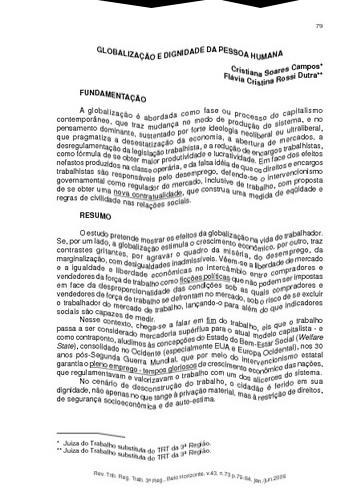 79
GLOBALIZAÇÃO E DIGNIDADE DA PESSOA HUMANA
Cristiana Soares Campos*
Flávia Cristina Rossi Dutra**
FUNDAMENTAÇÃO
A globalização é abordada como fase ou processo do capitalismo
contemporâneo, que traz mudança no modo de produção do sistema, e no
pensamento dominante, sustentado por forte ideologia neoliberal ou ultraliberal,
que pragmatiza a desestatização da economia, a abertura de mercados, a
desregulamentação da legislação trabalhista, e a redução de encargos trabalhistas,
como fórmula de se obter maior produtividade e lucratividade. Em face dos efeitos
nefastos produzidos na classe operária, e da falsa idéia de que os direitos e encargos
trabalhistas são responsáveis pelo desemprego, defende-se o intervencionismo
governamental como regulador do mercado, inclusive de trabalho, com proposta
de se obter uma nova contratualidade, que construa uma medida de eqüidade e
regras de civilidade nas relações sociais.
RESUMO
O estudo pretende mostrar os efeitos da globalização na vida do trabalhador.
Se, por um lado, a globalização estimula o crescimento econômico, por outro, traz
contrastes gritantes, por agravar o quadro da miséria, do desemprego, da
marginalização, com desigualdades inadmissíveis. Vêem-se a liberdade de mercado
e a igualdade e liberdade econômicas no intercâmbio entre compradores e
vendedores da força de trabalho como ficções políticas que não podem ser impostas
em face da desproporcionalidade das condições sob as quais compradores e
vendedores de força de trabalho se defrontam no mercado, sob o risco de se excluir
o trabalhador do mercado de trabalho, lançando-o para além do que indicadores
sociais são capazes de medir.
Nesse contexto, chega-se a falar em fim do trabalho, eis que o trabalho
passa a ser considerado mercadoria supérflua para o atual modelo capitalista - e
como contraponto, aludimos às concepções do Estado do Bem-Estar Social (Welfare
State), consolidado no Ocidente (especialmente EUA e Europa Ocidental), nos 30
anos pós-Segunda Guerra Mundial, que por meio do intervencionismo estatal
garantia o pleno emprego - tempos gloriosos do crescimento econômico das nações,
que regulamentavam e valorizavam o trabalho com um dos alicerces do sistema.
No cenário de desconstrução do trabalho, o cidadão é ferido em sua
dignidade, não apenas no que tange à privação material, mas à restrição de direitos,
de segurança socioeconômica e de auto-estima.
* Juíza do Trabalho substituta do TRT da 3ª Região.
** Juíza do Trabalho substituta do TRT da 3ª Região.
Rev. Trib. Reg. Trab. 3ª Reg., Belo Horizonte, v.43, n.73 p.79-84, jan./jun.2006